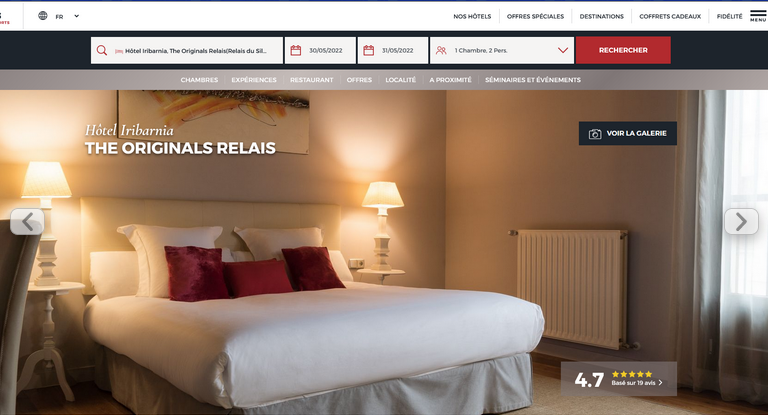 FR
NOS HÔTELS
OFFRES SPÉCIALES
DESTINATIONS
COFFRETS CADEAUX
FIDÉLITÉ
MENU
Hôtel Iribarnia, The Originals Relais(Relais du Sil...
30/05/2022
31/05/2022
1 Chambre, 2 Pers.
RECHERCHER
CHAMBRES
EXPÉRIENCES
RESTAURANT
OFFRES
LOCALITÉ
A PROXIMITÉ
SÉMINAIRES ET ÉVÉNEMENTS
Hôtel Iribarnia
THE ORIGINALS RELAIS
VOIR LA GALERIE
4.7
Basé sur 19 avis